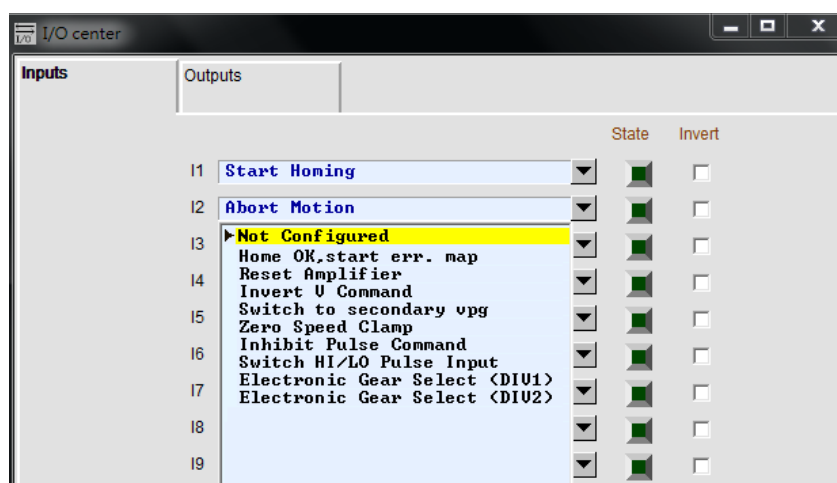 I/O center
Inputs
Outputs
State Invert
I1 Start Homing
I2 Abort Motion
I3
Not Configured
Home OK,start err. map
I4
Reset Amplifier
Invert V Command
I5
Switch to secondary vpg
Zero Speed Clamp
I6
Inhibit Pulse Command
Switch HI/LO Pulse Input
I7
Electronic Gear Select (DIV1)
Electronic Gear Select (DIV2)
I8
I9